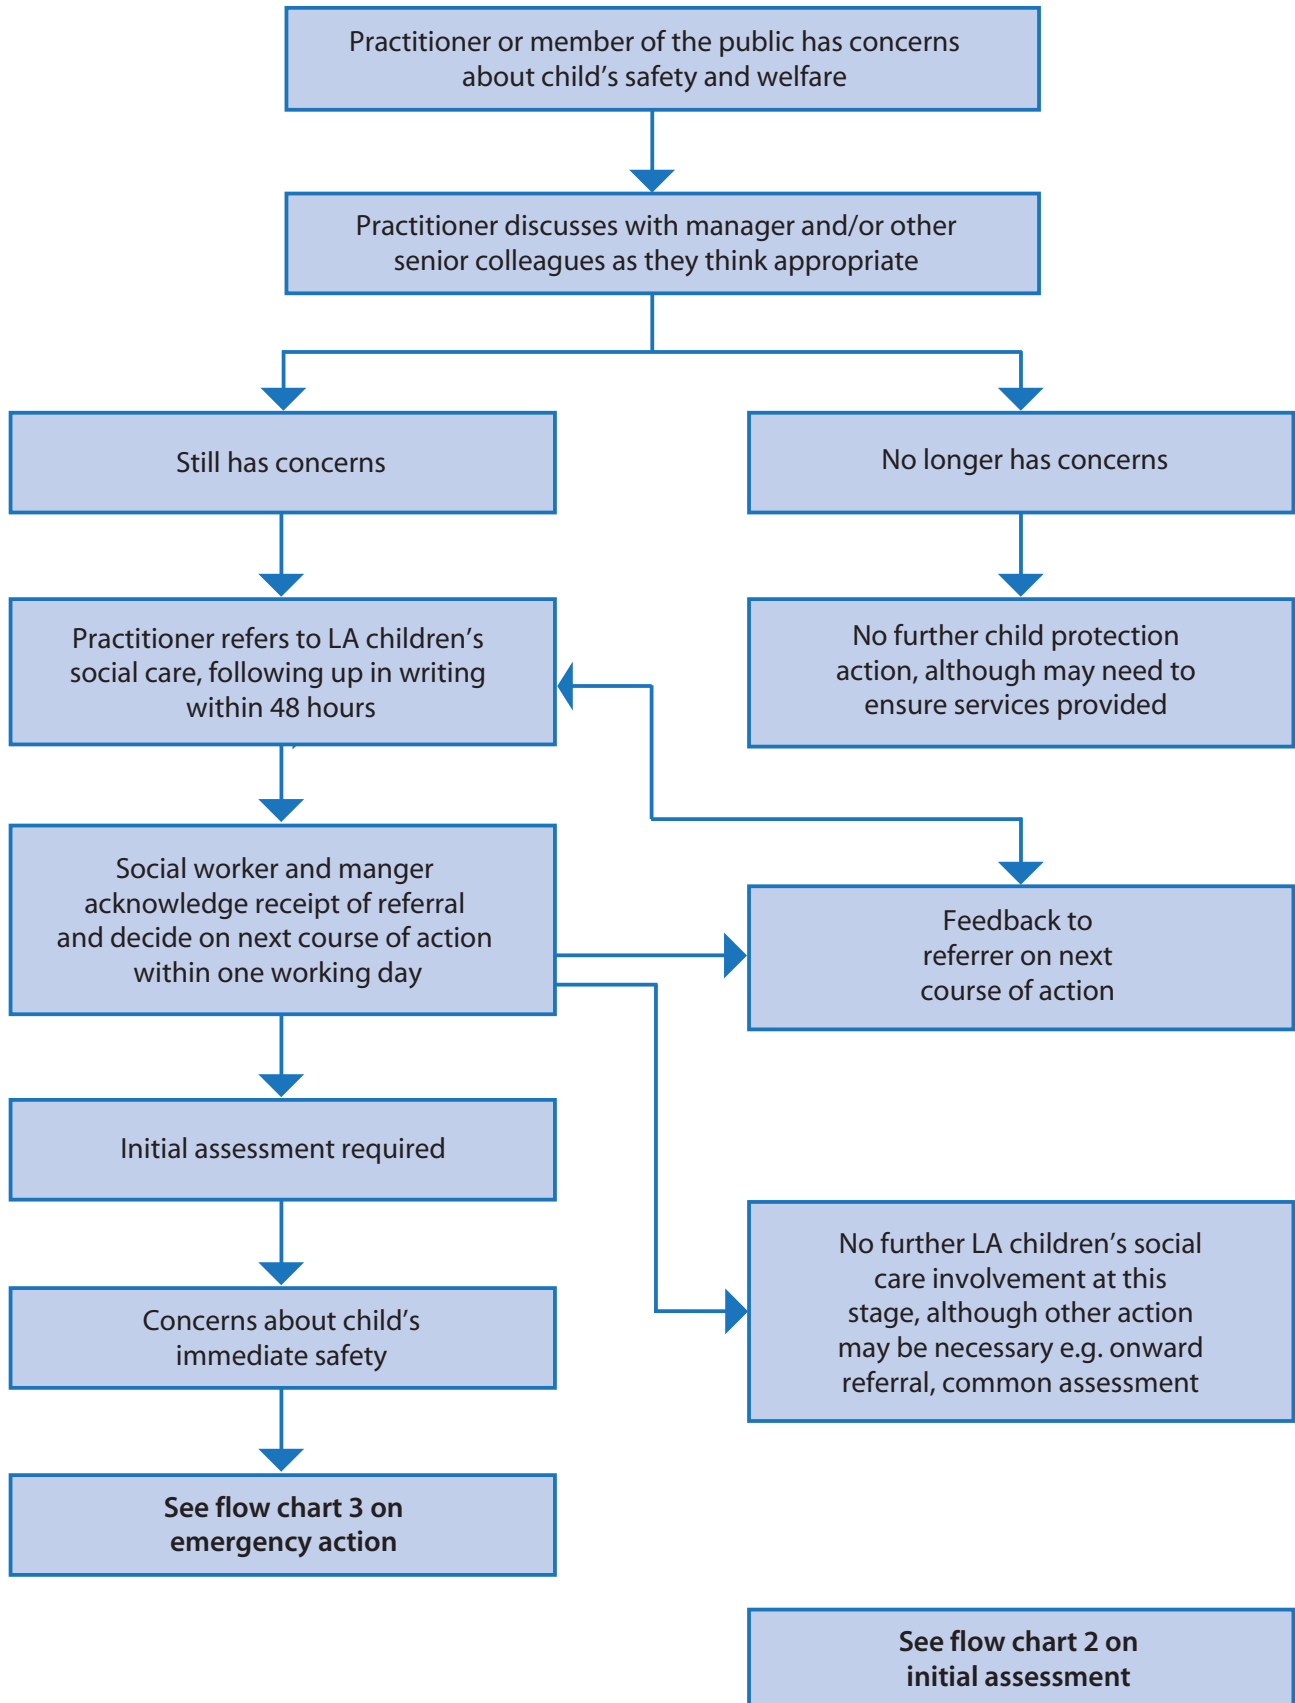 Practitioner or member of the public has concerns
about child’s safety and welfare
Practitioner discusses with manager and/or other
senior colleagues as they think appropriate
Still has concerns
No longer has concerns
Practitioner refers to LA children’s
social care, following up in writing
within 48 hours
No further child protection
action, although may need to
ensure services provided
Social worker and manger
acknowledge receipt of referral
and decide on next course of action
within one working day
Feedback to
referrer on next
course of action
Initial assessment required
No further LA children’s social
care involvement at this
stage, although other action
may be necessary e.g. onward
referral, common assessment
Concerns about child’s
immediate safety
See flow chart 3 on
emergency action
See flow chart 2 on
initial assessment